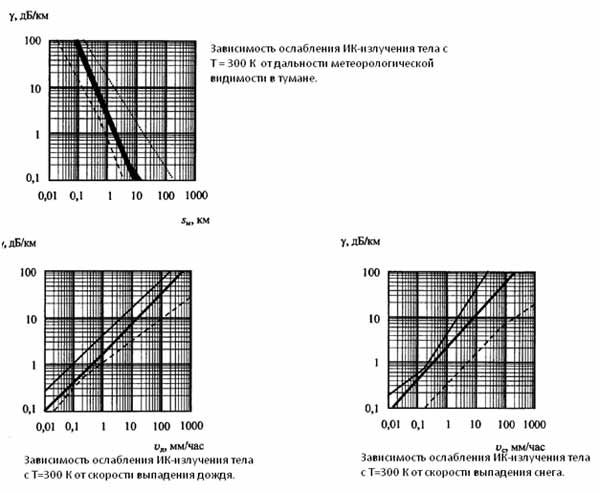 γ, дБ/км
100
10
1
0,1
0,01 0,1 1 10 100 1000
sм, км
Зависимость ослабления ИК-излучения тела с
Т = 300 К от дальности метеорологической
видимости в тумане.
, дБ/км
100
10
1
0,1
0,01 0,1 1 10 100 1000
υд, мм/час
Зависимость ослабления ИК-излучения тела
с Т=300 К от скорости выпадения дождя.
γ, дБ/км
100
10
1
0,1
0,01 0,1 1 10 100 1000
υс, мм/час
Зависимость ослабления ИК-излучения тела
с Т=300 К от скорости выпадения снега.